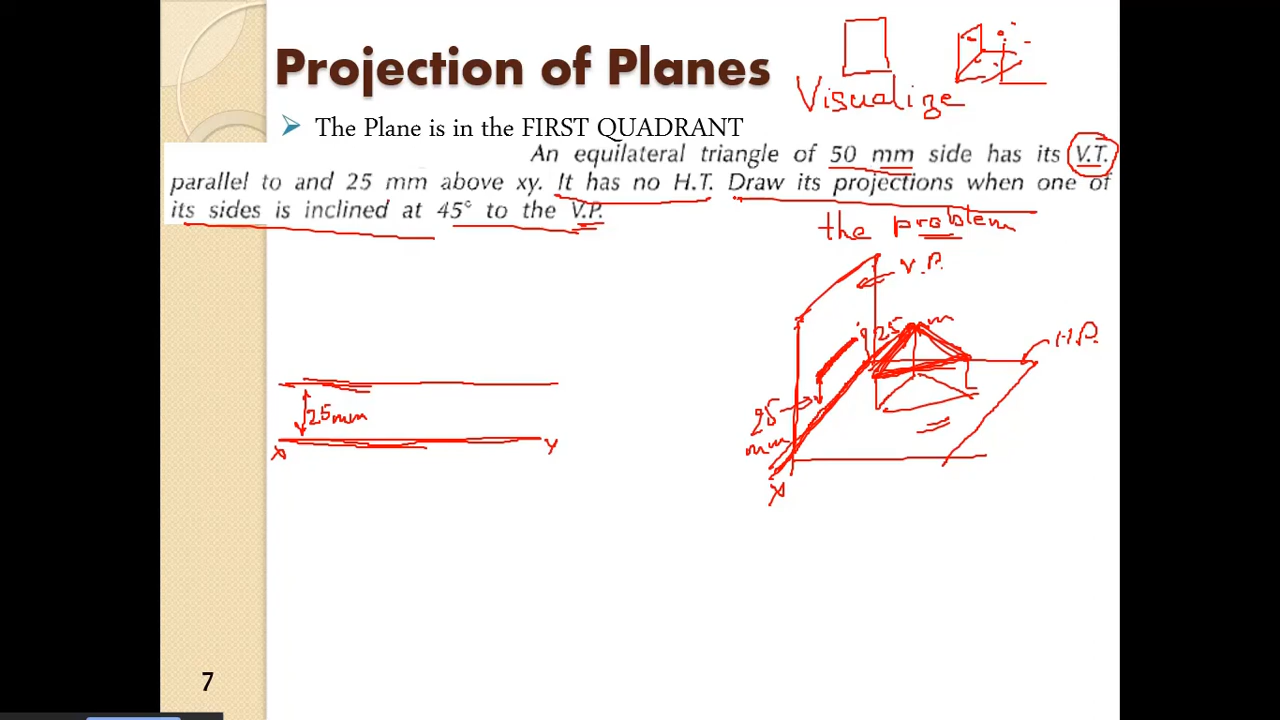 Projection of Planes
Visualize
The Plane is in the FIRST QUADRANT
An equilateral triangle of 50 mm side has its V.T.
parallel to and 25 mm above xy. It has no H.T. Draw its projections when one of
its sides is inclined at 45° to the V.P.
the problem
V.P.
25 mm
H.P.
25
mm
X
25mm
X Y
7